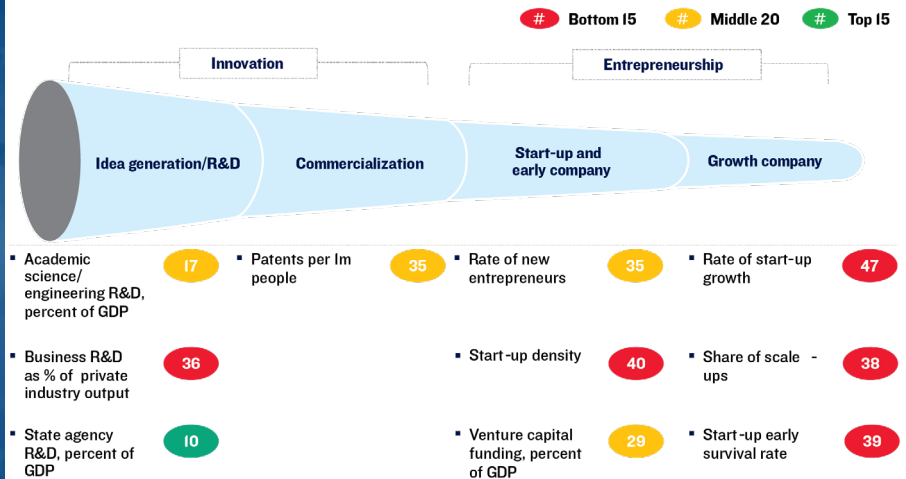 # Bottom 15 # Middle 20 # Top 15
Innovation
Entrepreneurship
Idea generation/R&D
Commercialization
Start-up and
early company
Growth company
▪ Academic
science/
engineering R&D,
percent of GDP
17
▪ Patents per 1m
people
35
▪ Rate of new
entrepreneurs
35
▪ Rate of start-up
growth
47
▪ Business R&D
as % of private
industry output
36
▪ Start-up density
40
▪ Share of scale -
ups
38
▪ State agency
R&D, percent of
GDP
10
▪ Venture capital
funding, percent
of GDP
29
▪ Start-up early
survival rate
39